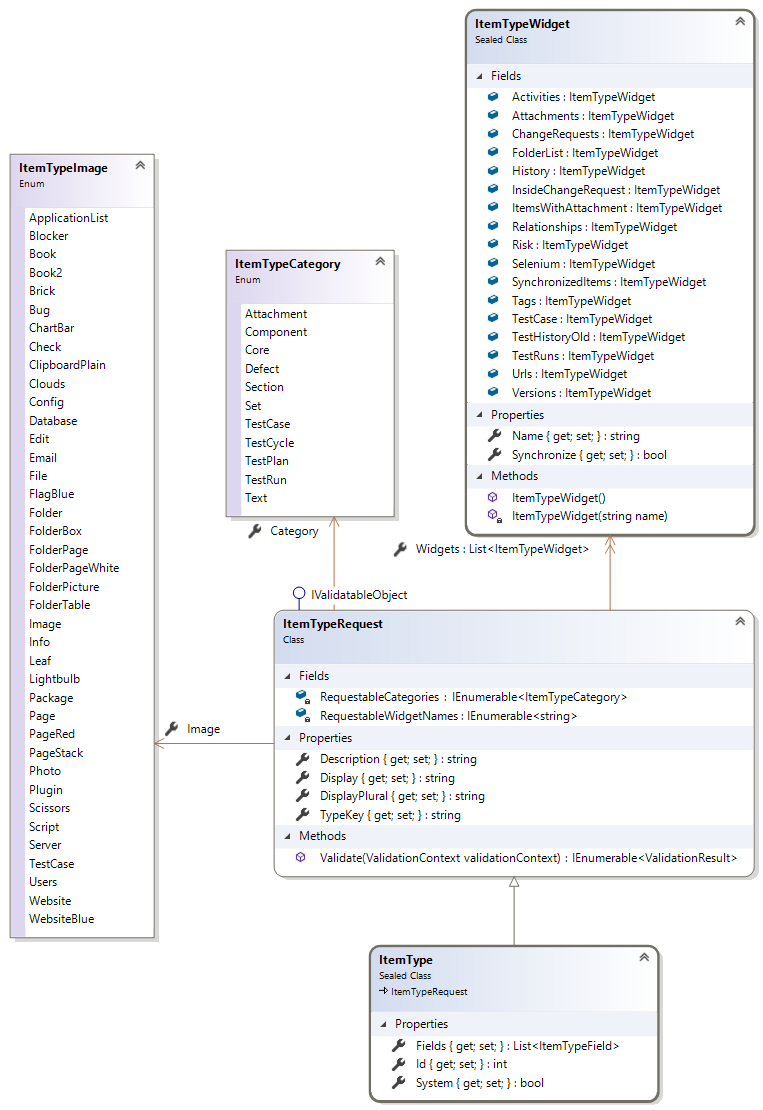 ItemTypeWidget
Sealed Class
Fields
Activities : ItemTypeWidget
Attachments : ItemTypeWidget
ChangeRequests : ItemTypeWidget
FolderList : ItemTypeWidget
History : ItemTypeWidget
InsideChangeRequest : ItemTypeWidget
ItemsWithAttachment : ItemTypeWidget
Relationships : ItemTypeWidget
Risk : ItemTypeWidget
Selenium : ItemTypeWidget
SynchronizedItems : ItemTypeWidget
Tags : ItemTypeWidget
TestCase : ItemTypeWidget
TestHistoryOld : ItemTypeWidget
TestRuns : ItemTypeWidget
Urls : ItemTypeWidget
Versions : ItemTypeWidget
Properties
Name { get; set; } : string
Synchronize { get; set; } : bool
Methods
ItemTypeWidget()
ItemTypeWidget(string name)
ItemTypeImage
Enum
ApplicationList
Blocker
Book
Book2
Brick
Bug
ChartBar
Check
ClipboardPlain
Clouds
Config
Database
Edit
Email
File
FlagBlue
Folder
FolderBox
FolderPage
FolderPageWhite
FolderPicture
FolderTable
Image
Info
Leaf
Lightbulb
Package
Page
PageRed
PageStack
Photo
Plugin
Scissors
Script
Server
TestCase
Users
Website
WebsiteBlue
ItemTypeCategory
Enum
Attachment
Component
Core
Defect
Section
Set
TestCase
TestCycle
TestPlan
TestRun
Text
Category
Widgets : List<ItemTypeWidget>
IValidatableObject
Image
ItemTypeRequest
Class
Fields
RequestableCategories : IEnumerable<ItemTypeCategory>
RequestableWidgetNames : IEnumerable<string>
Properties
Description { get; set; } : string
Display { get; set; } : string
DisplayPlural { get; set; } : string
TypeKey { get; set; } : string
Methods
Validate(ValidationContext validationContext) : IEnumerable<ValidationResult>
ItemType
Sealed Class
ItemTypeRequest
Properties
Fields { get; set; } : List<ItemTypeField>
Id { get; set; } : int
System { get; set; } : bool